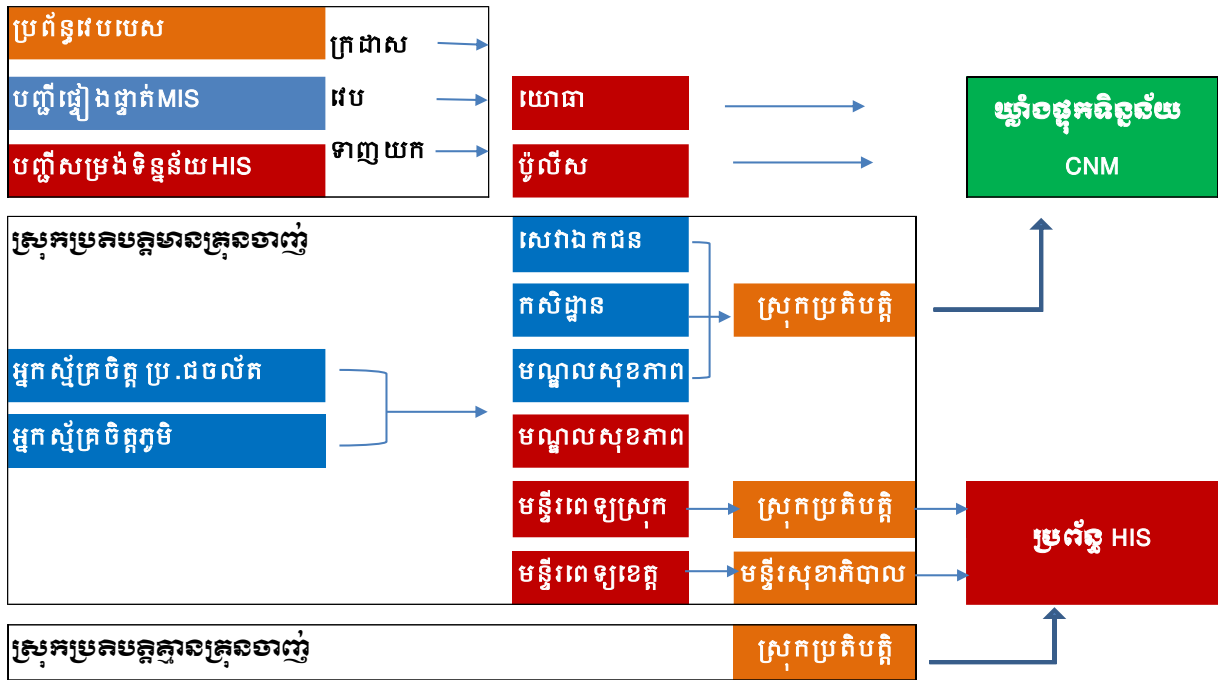 ប្រព័ន្ធវេបបេស
ក្រដាស
បញ្ជីផ្ទៀងផ្ទាត់MIS
វេប
បញ្ជីសម្រង់ទិន្នន័យHIS
ទាញយក
យោធា
ប៉ូលីស
ឃ្លាំងផ្ទុកទិន្នន័យ
CNM
ស្រុកប្រតិបត្តិមានគ្រុនចាញ់
សេវាឯកជន
កសិដ្ឋាន
ស្រុកប្រតិបត្តិ
អ្នកស្ម័គ្រចិត្ត ប្រ.ជចល័ត
មណ្ឌលសុខភាព
អ្នកស្ម័គ្រចិត្តភូមិ
មណ្ឌលសុខភាព
មន្ទីរពេទ្យស្រុក
ស្រុកប្រតិបត្តិ
ប្រព័ន្ធ HIS
មន្ទីរពេទ្យខេត្ត
មន្ទីរសុខាភិបាល
ស្រុកប្រតិបត្តិគ្មានគ្រុនចាញ់
ស្រុកប្រតិបត្តិ